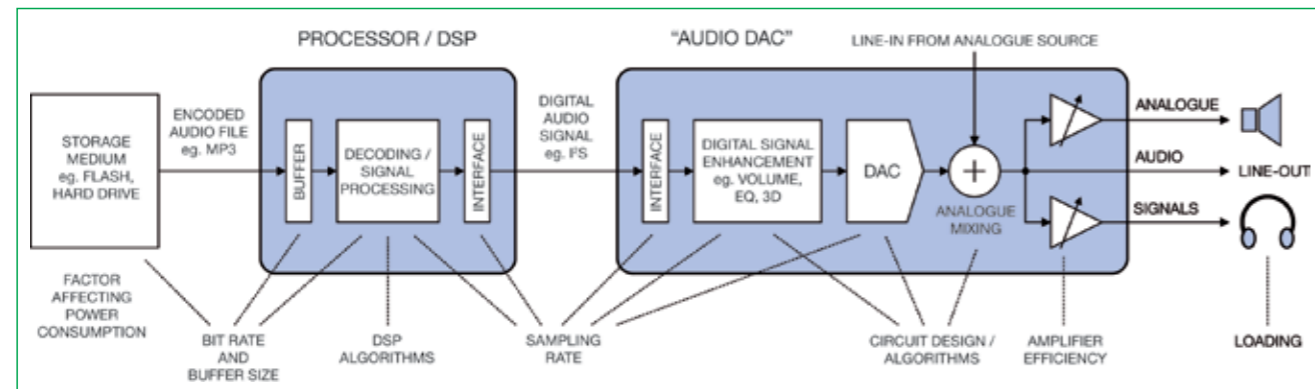 PROCESSOR / DSP
"AUDIO DAC"
LINE-IN FROM ANALOGUE SOURCE
STORAGE
MEDIUM
eg. FLASH,
HARD DRIVE
ENCODED
AUDIO FILE
eg. MP3
BUFFER
DECODING /
SIGNAL
PROCESSING
INTERFACE
DIGITAL
AUDIO
SIGNAL
eg. I²S
INTERFACE
DIGITAL SIGNAL
ENHANCEMENT
eg. VOLUME,
EQ, 3D
DAC
+
ANALOGUE
MIXING
ANALOGUE
AUDIO
SIGNALS
LINE-OUT
FACTOR
AFFECTING
POWER
CONSUMPTION
BIT RATE
AND
BUFFER SIZE
DSP
ALGORITHMS
SAMPLING
RATE
CIRCUIT DESIGN /
ALGORITHMS
AMPLIFIER
EFFICIENCY
LOADING